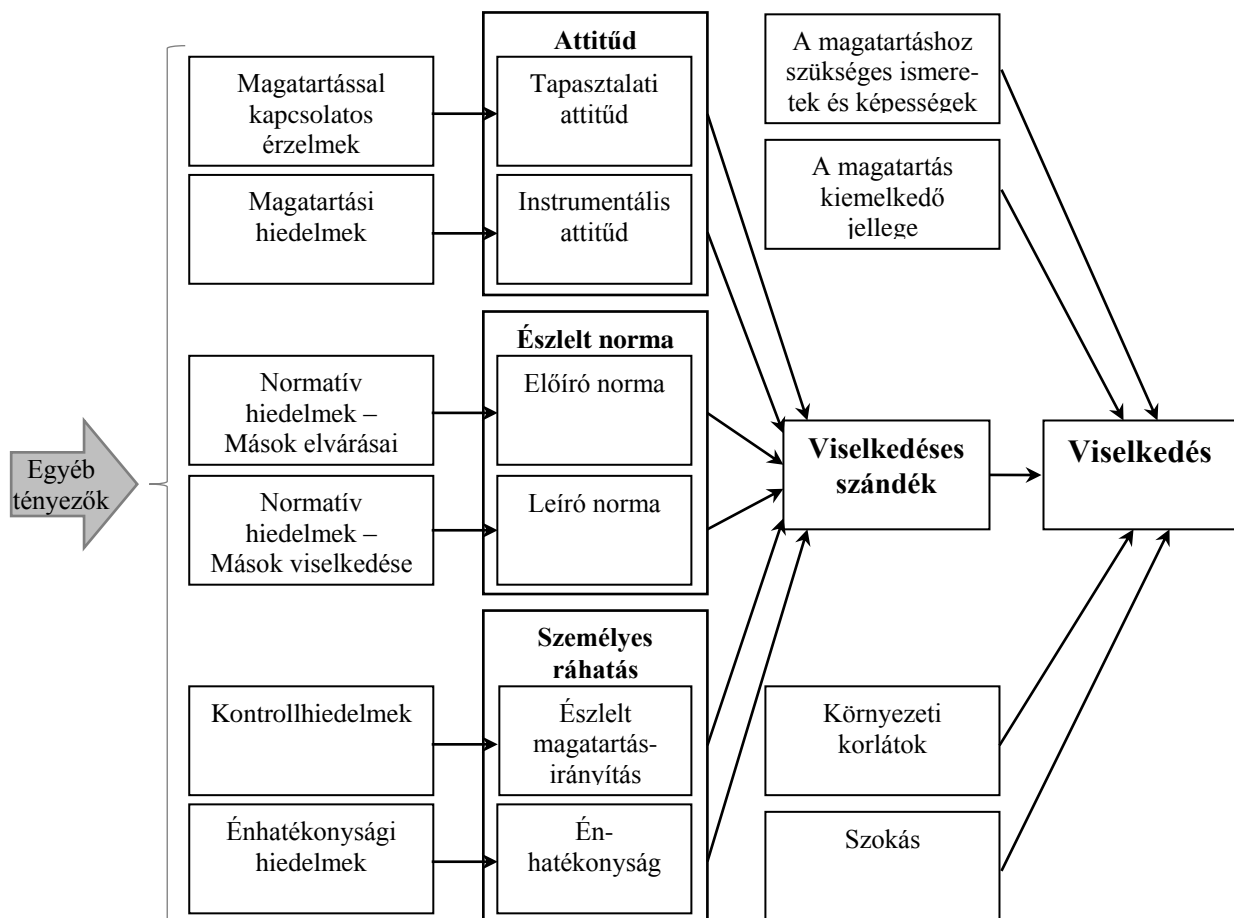 Egyéb
tényezők
Magatartással
kapcsolatos
érzelmek
Magatartási
hiedelmek
Normatív
hiedelmek –
Mások elvárásai
Normatív
hiedelmek –
Mások viselkedése
Kontrollhiedelmek
Énhatékonysági
hiedelmek
Attitűd
Tapasztalati
attitűd
Instrumentális
attitűd
Észlelt norma
Előíró norma
Leíró norma
Személyes
ráhatás
Észlelt
magatartás-
irányítás
Én-
hatékonyság
A magatartáshoz
szükséges ismere-
tek és képességek
A magatartás
kiemelkedő
jellege
Viselkedéses
szándék
Viselkedés
Környezeti
korlátok
Szokás